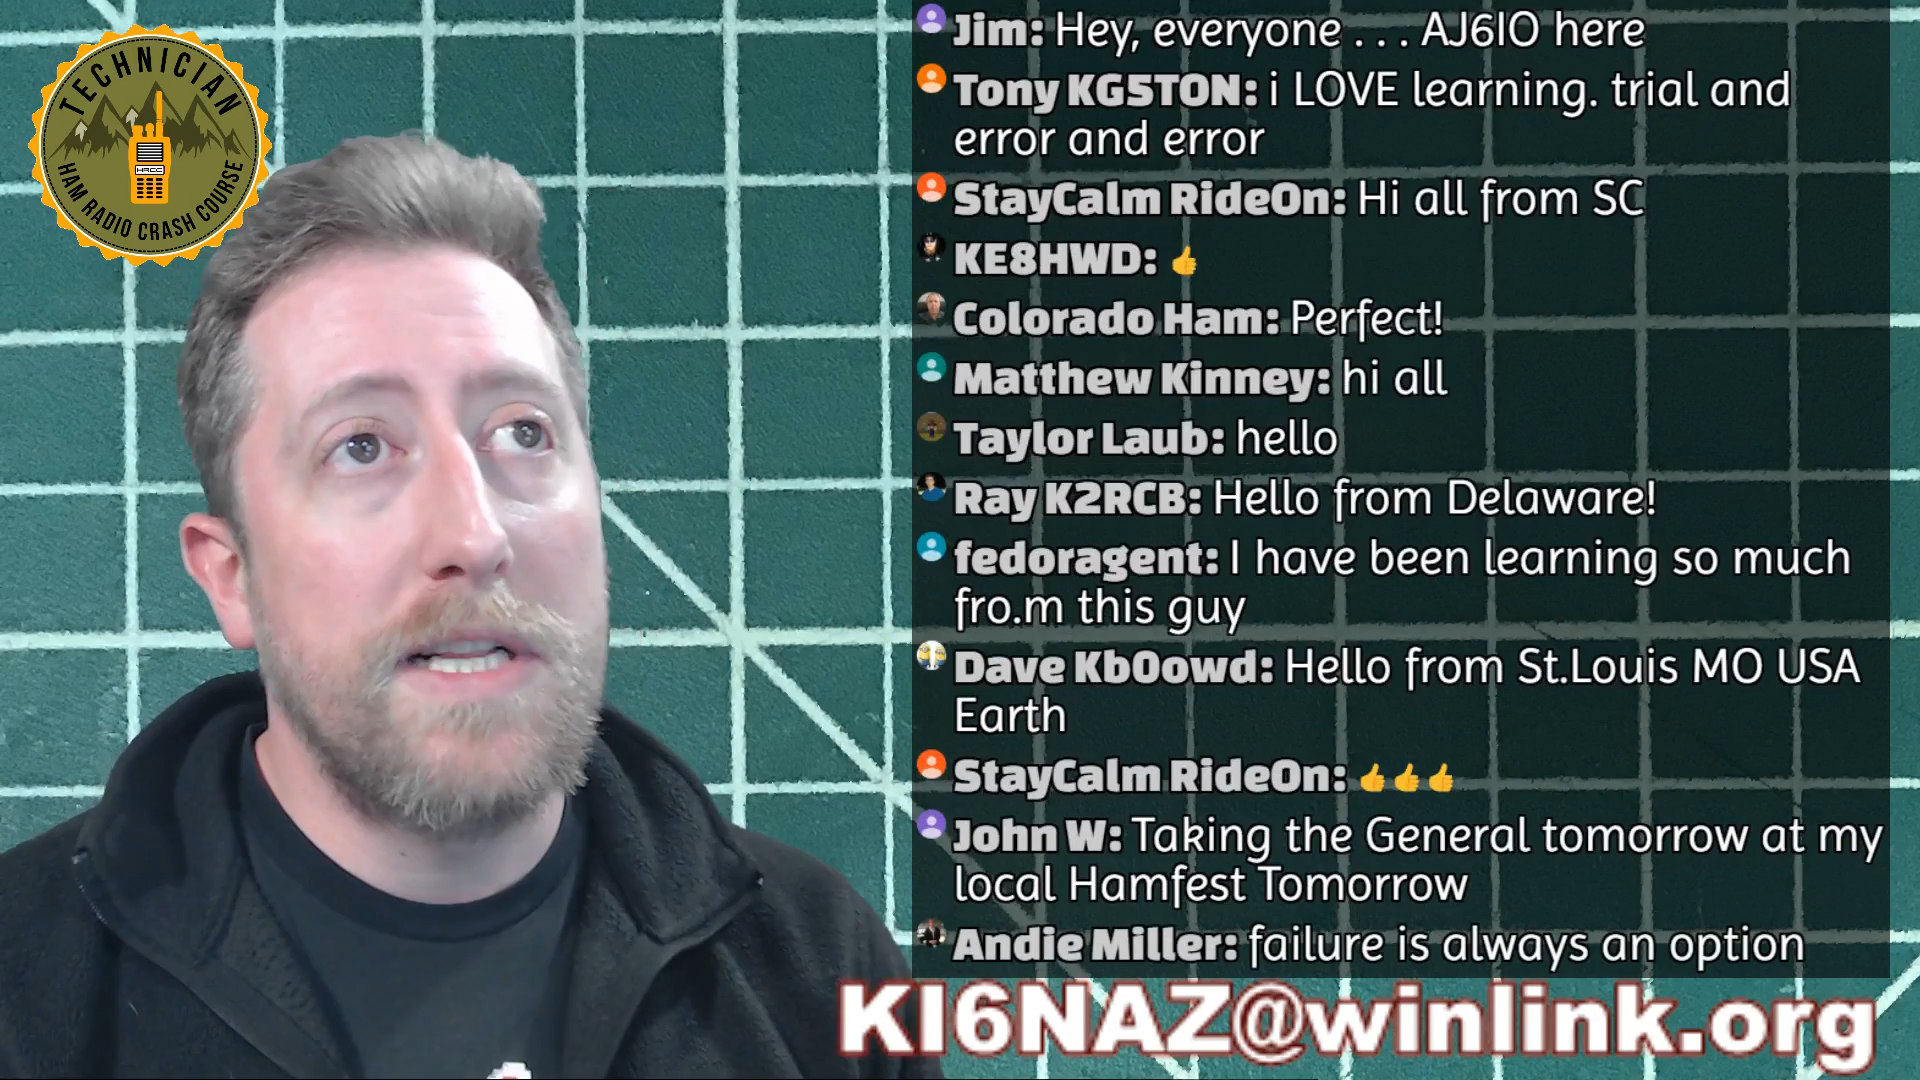 TECHNICIAN
HRCC
HAM RADIO CRASH COURSE
Jim: Hey, everyone . . . AJ6IO here
Tony KG5TON: i LOVE learning. trial and
error and error
StayCalm RideOn: Hi all from SC
KE8HWD: 👍
Colorado Ham: Perfect!
Matthew Kinney: hi all
Taylor Laub: hello
Ray K2RCB: Hello from Delaware!
fedoragent: I have been learning so much
fro.m this guy
Dave Kb0owd: Hello from St.Louis MO USA
Earth
StayCalm RideOn: 👍👍👍
John W: Taking the General tomorrow at my
local Hamfest Tomorrow
Andie Miller: failure is always an option
KI6NAZ@winlink.org